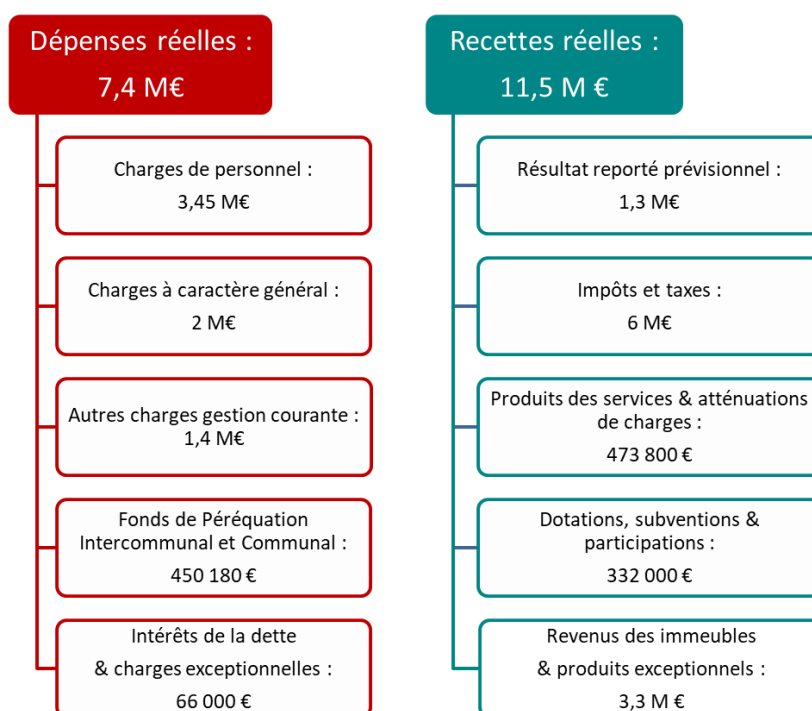 Dépenses réelles :
7,4 M€
Charges de personnel :
3,45 M€
Charges à caractère général :
2 M€
Autres charges gestion courante :
1,4 M€
Fonds de Péréquation
Intercommunal et Communal :
450 180 €
Intérêts de la dette
& charges exceptionnelles :
66 000 €
Recettes réelles :
11,5 M €
Résultat reporté prévisionnel :
1,3 M€
Impôts et taxes :
6 M€
Produits des services & atténuations
de charges :
473 800 €
Dotations, subventions &
participations :
332 000 €
Revenus des immeubles
& produits exceptionnels :
3,3 M €